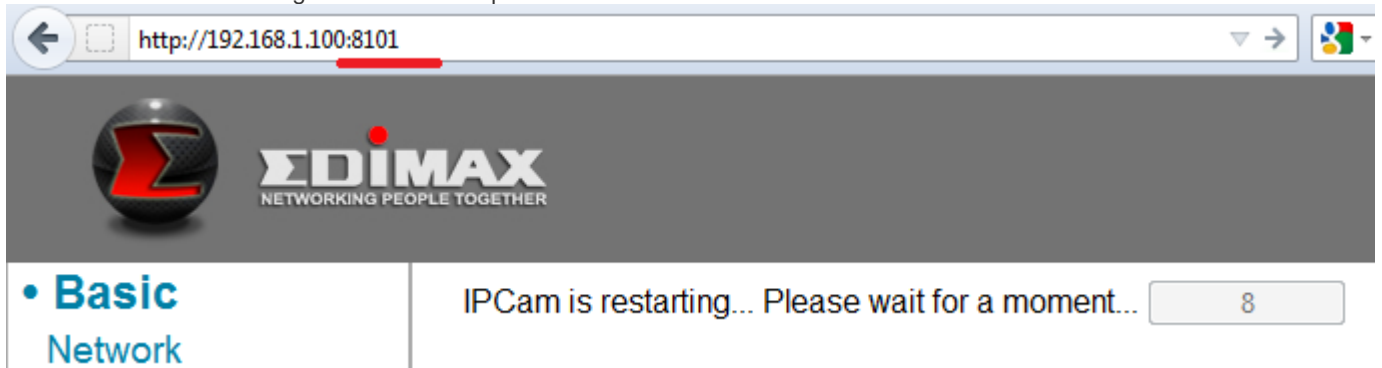 http://192.168.1.100:8101
EDIMAX
NETWORKING PEOPLE TOGETHER
• Basic
IPCam is restarting... Please wait for a moment... 8
Network